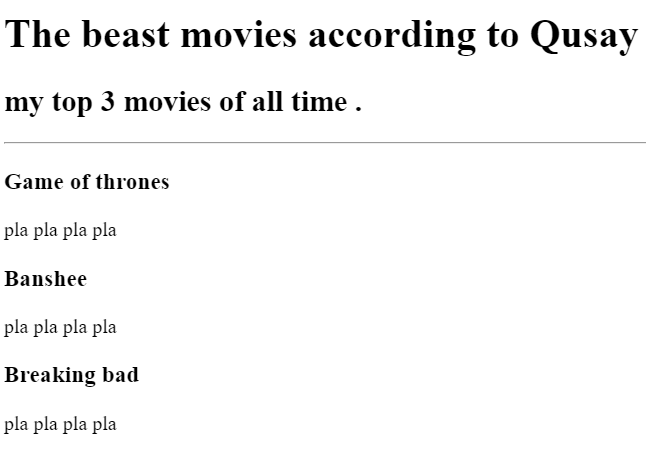 The beast movies according to Qusay
my top 3 movies of all time .
Game of thrones
pla pla pla pla
Banshee
pla pla pla pla
Breaking bad
pla pla pla pla